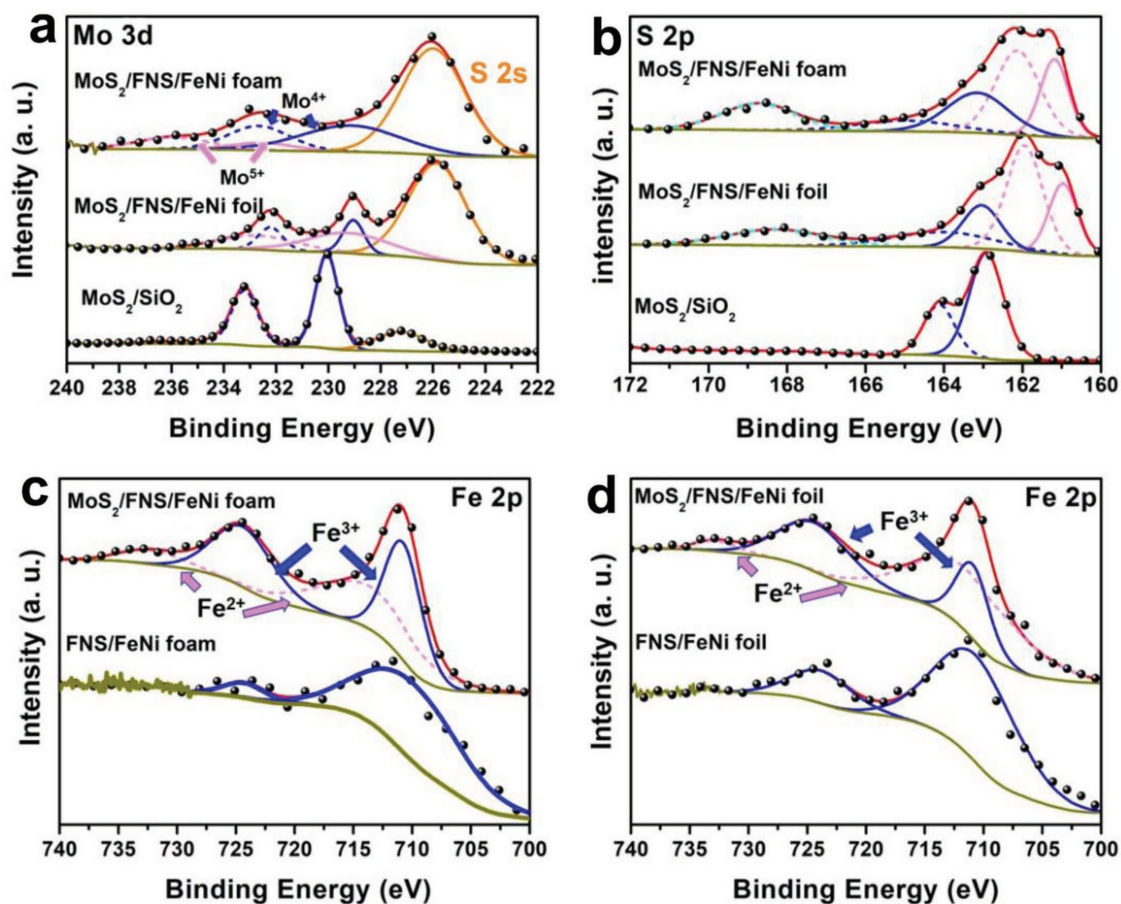 a
Mo 3d
MoS2/FNS/FeNi foam
Mo4+
S 2s
Mo5+
MoS2/FNS/FeNi foil
MoS2/SiO2
Intensity (a. u.)
240 238 236 234 232 230 228 226 224 222
Binding Energy (eV)
b
S 2p
MoS2/FNS/FeNi foam
MoS2/FNS/FeNi foil
MoS2/SiO2
intensity (a. u.)
172 170 168 166 164 162 160
Binding Energy (eV)
c
MoS2/FNS/FeNi foam
Fe 2p
Fe3+
Fe2+
FNS/FeNi foam
Intensity (a. u.)
740 735 730 725 720 715 710 705 700
Binding Energy (eV)
d
MoS2/FNS/FeNi foil
Fe 2p
Fe3+
Fe2+
FNS/FeNi foil
Intensity (a. u.)
740 735 730 725 720 715 710 705 700
Binding Energy (eV)